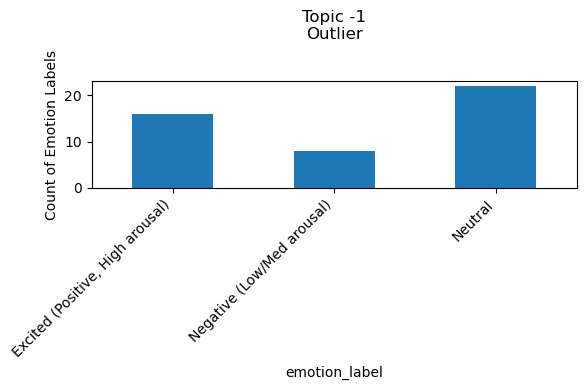 Topic -1
Outlier
Count of Emotion Labels
20
10
0
Excited (Positive, High arousal)
Negative (Low/Med arousal)
Neutral
emotion_label